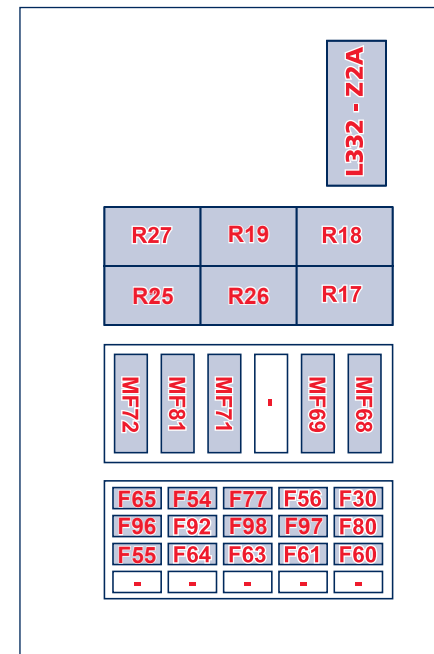 L332 - Z2A
R27 R19 R18
R25 R26 R17
MF72 MF81 MF71 - MF69 MF68
F65 F54 F77 F56 F30
F96 F92 F98 F97 F80
F55 F64 F63 F61 F60
- - - - -